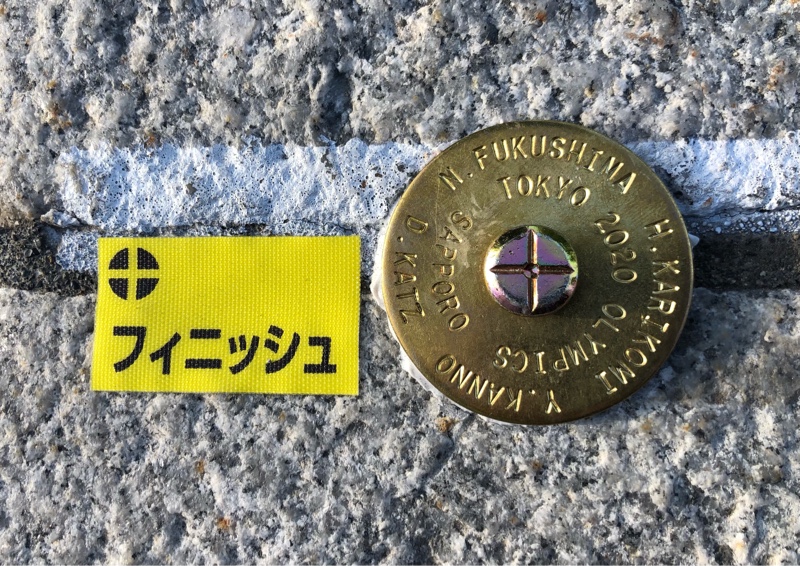 フィニッシュ
N. FUKUSHIMA H. KARIKOMI Y. KANNO D. KATZ
TOKYO 2020 OLYMPICS SAPPORO